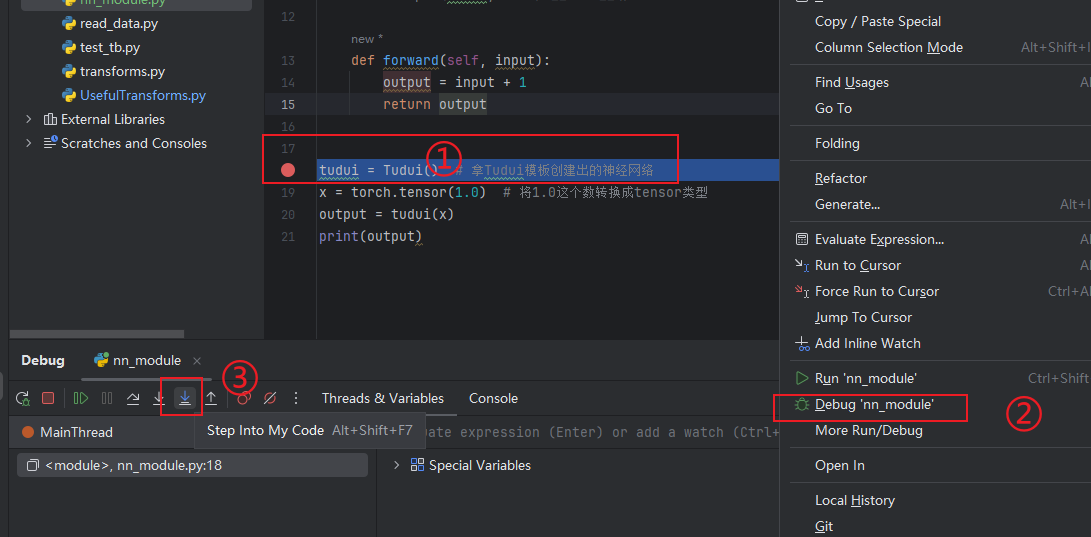 nn_module.py
read_data.py
test_tb.py
transforms.py
UsefulTransforms.py
External Libraries
Scratches and Consoles
12
new *
13 def forward(self, input):
14 output = input + 1
15 return output
16
17
①
tudui = Tudui() # 拿Tudui模板创建出的神经网络
19 x = torch.tensor(1.0) # 将1.0这个数转换成tensor类型
20 output = tudui(x)
21 print(output)
Copy / Paste Special
Column Selection Mode Alt+Shift+I
Find Usages
Go To
Folding
Refactor
Generate... Alt+I
Evaluate Expression...
Run to Cursor
Force Run to Cursor Ctrl+Al
Jump To Cursor
Add Inline Watch
Run 'nn_module' Ctrl+Shift
Debug 'nn_module'
②
More Run/Debug
Open In
Local History
Git
Debug nn_module
③
Threads & Variables Console
MainThread
Step Into My Code Alt+Shift+F7
uate expression (Enter) or add a watch (Ctrl+
<module>, nn_module.py:18
Special Variables